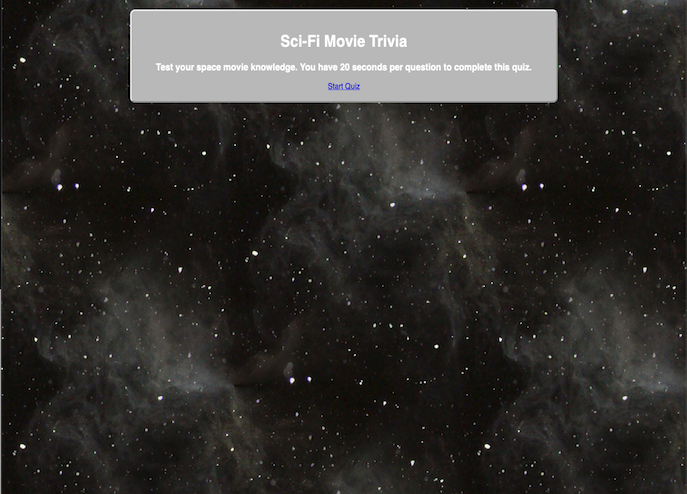 Sci-Fi Movie Trivia
Test your space movie knowledge. You have 20 seconds per question to complete this quiz.
Start Quiz